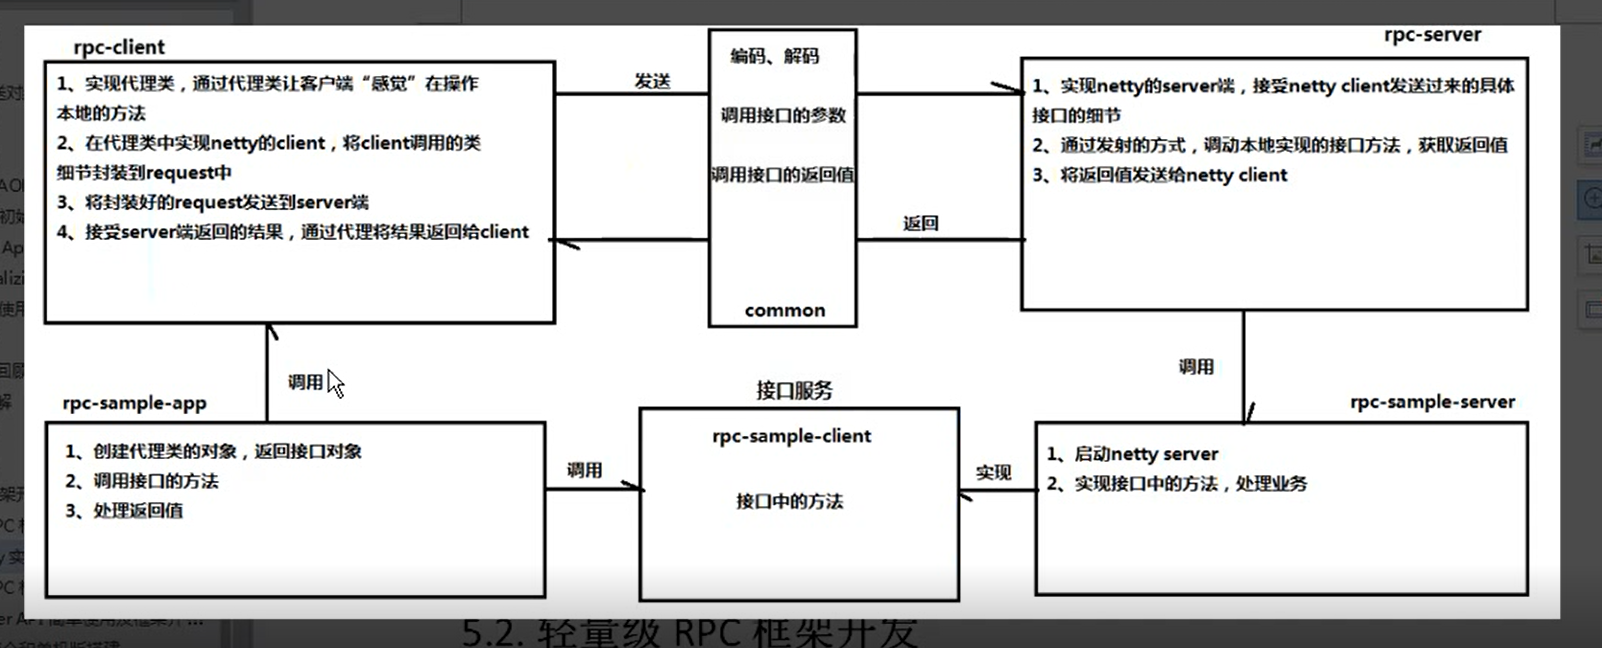 rpc-client
1、实现代理类，通过代理类让客户端“感觉”在操作
本地的方法
2、在代理类中实现netty的client，将client调用的类
细节封装到request中
3、将封装好的request发送到server端
4、接受server端返回的结果，通过代理将结果返回给client
发送
编码、解码
调用接口的参数
调用接口的返回值
common
返回
rpc-server
1、实现netty的server端，接受netty client发送过来的具体
接口的细节
2、通过发射的方式，调动本地实现的接口方法，获取返回值
3、将返回值发送给netty client
调用
调用
rpc-sample-app
1、创建代理类的对象，返回接口对象
2、调用接口的方法
3、处理返回值
调用
接口服务
rpc-sample-client
接口中的方法
实现
rpc-sample-server
1、启动netty server
2、实现接口中的方法，处理业务
5.2. 轻量级 RPC 框架开发